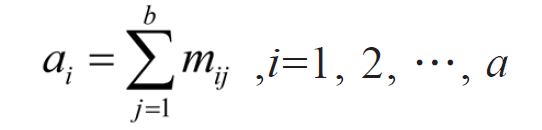 $a_i = \sum_{j=1}^{b} m_{ij}$ ,i=1, 2, ⋯, a